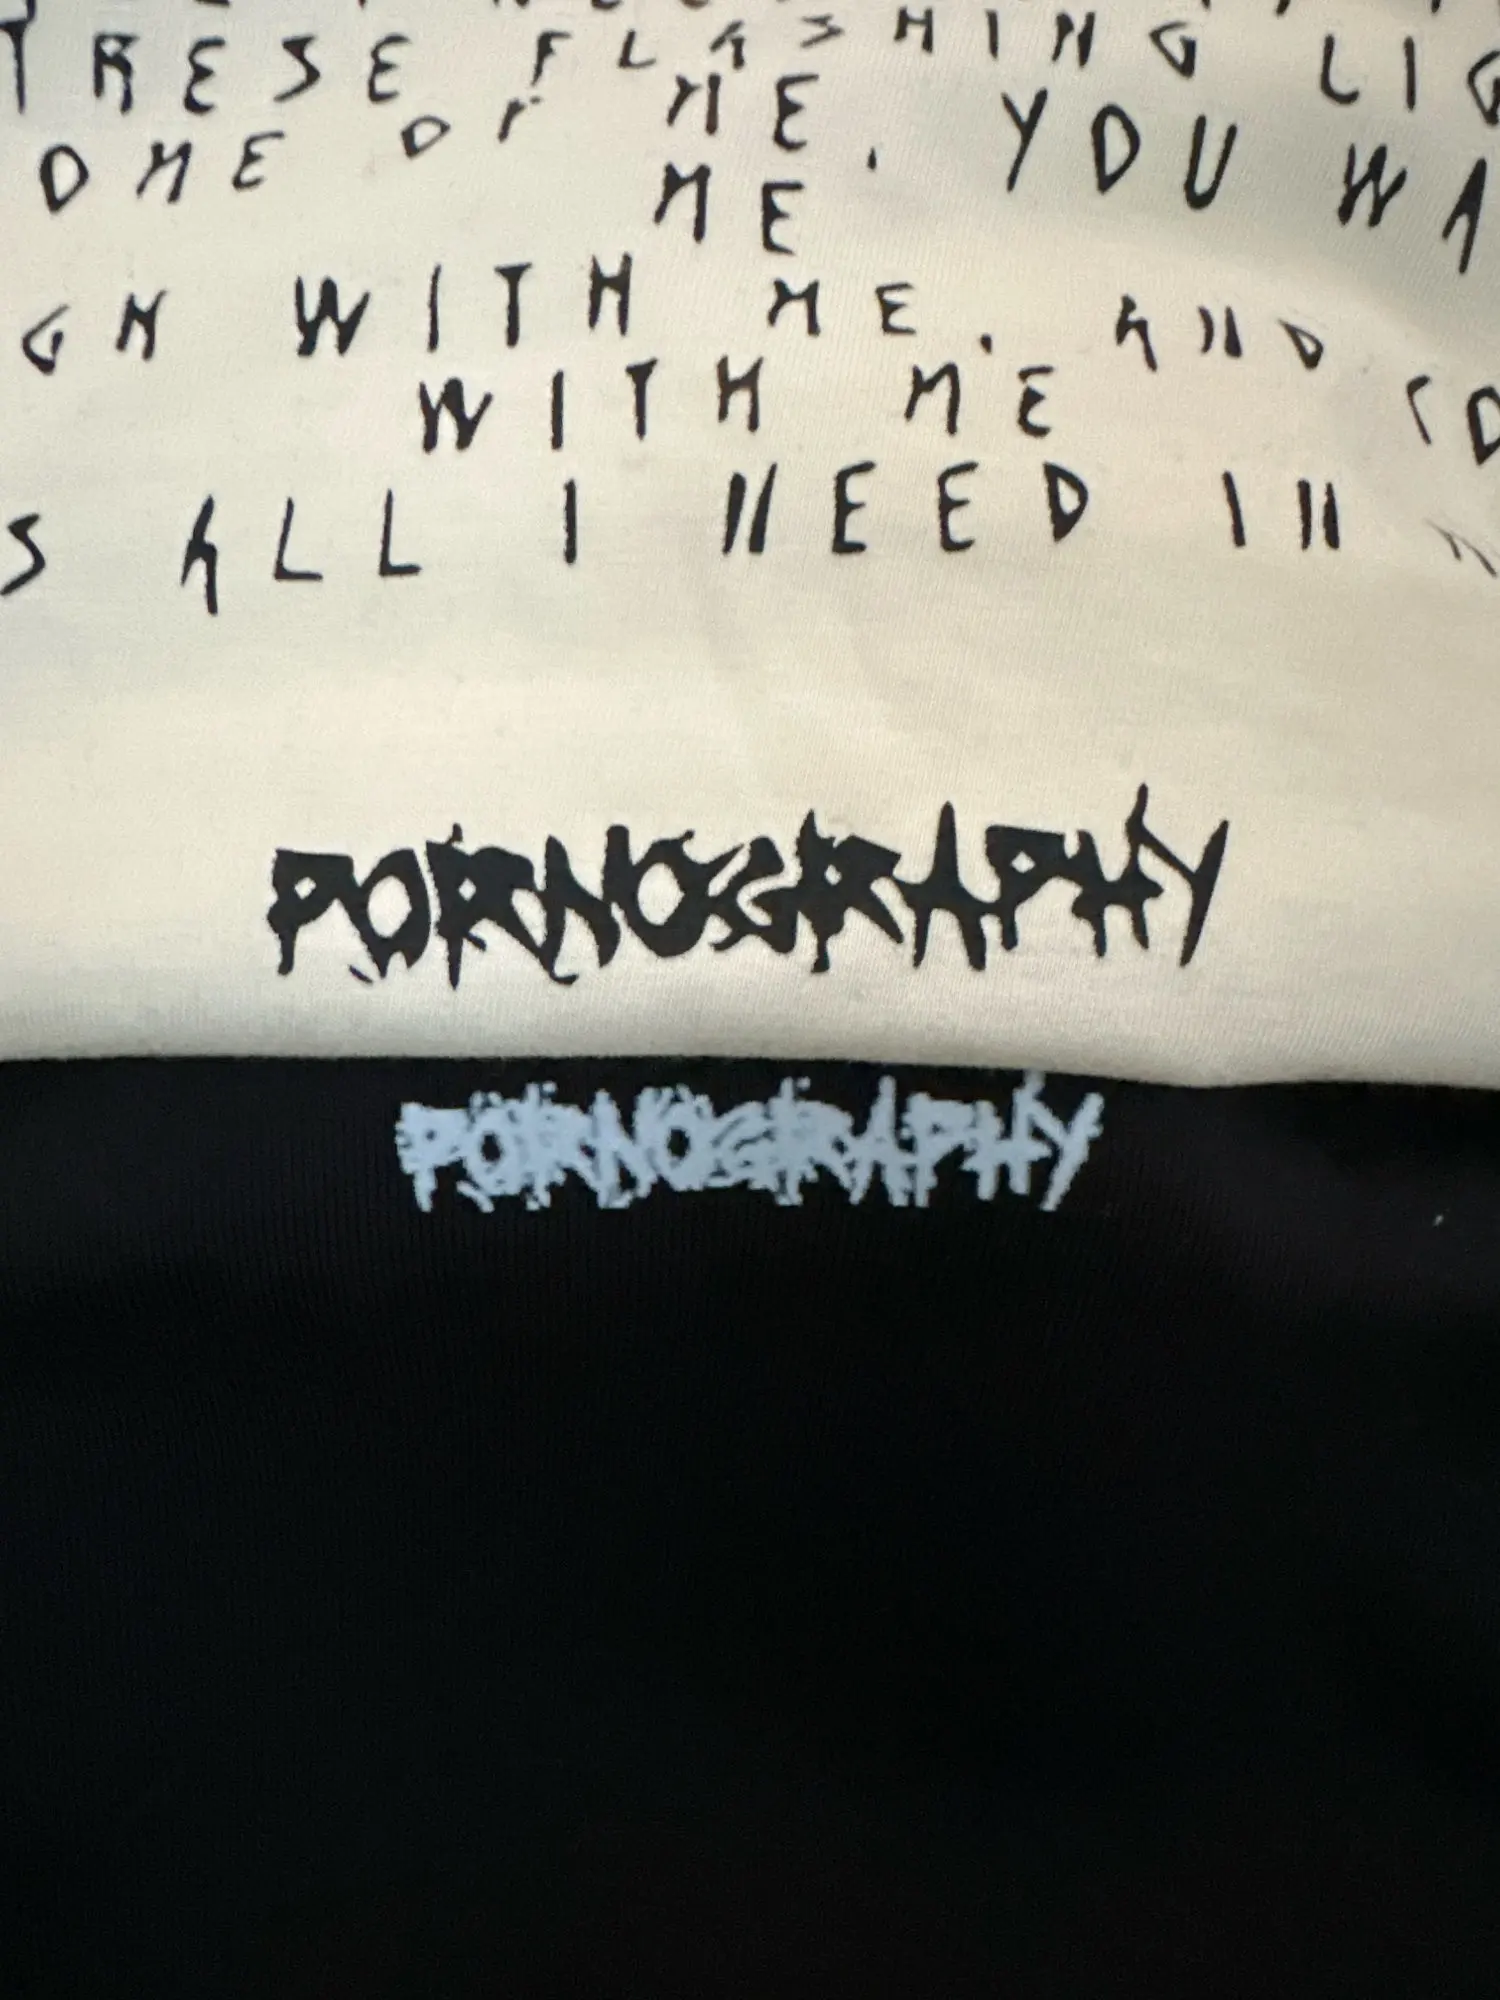 THESE FLASHING LIG
OME OF ME. YOU WA
ME
GH WITH ME. AND
WITH ME
S ALL I NEED IN
PORNOGRAPHY
PORNOGRAPHY